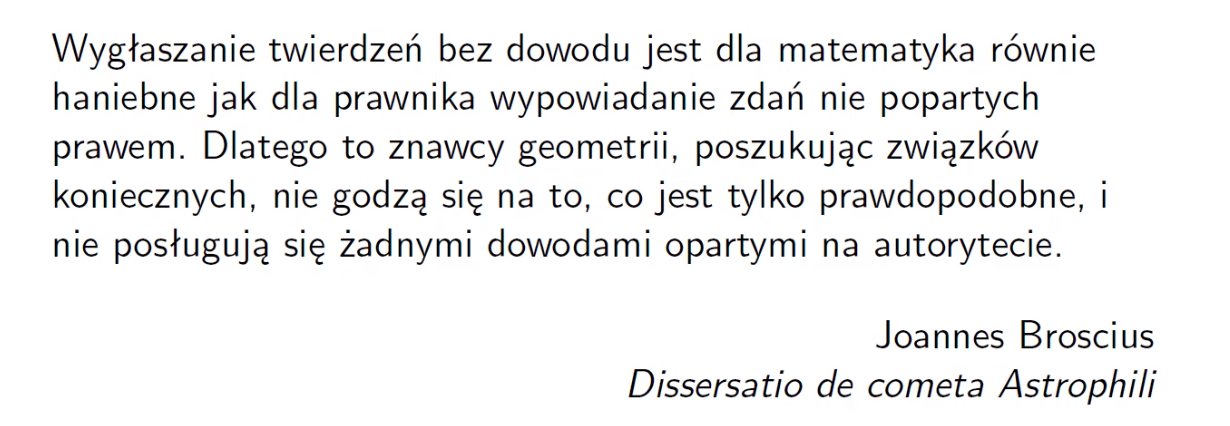 Wygłaszanie twierdzeń bez dowodu jest dla matematyka równie
haniebne jak dla prawnika wypowiadanie zdań nie popartych
prawem. Dlatego to znawcy geometrii, poszukując związków
koniecznych, nie godzą się na to, co jest tylko prawdopodobne, i
nie posługują się żadnymi dowodami opartymi na autorytecie.
Joannes Broscius
Dissersatio de cometa Astrophili